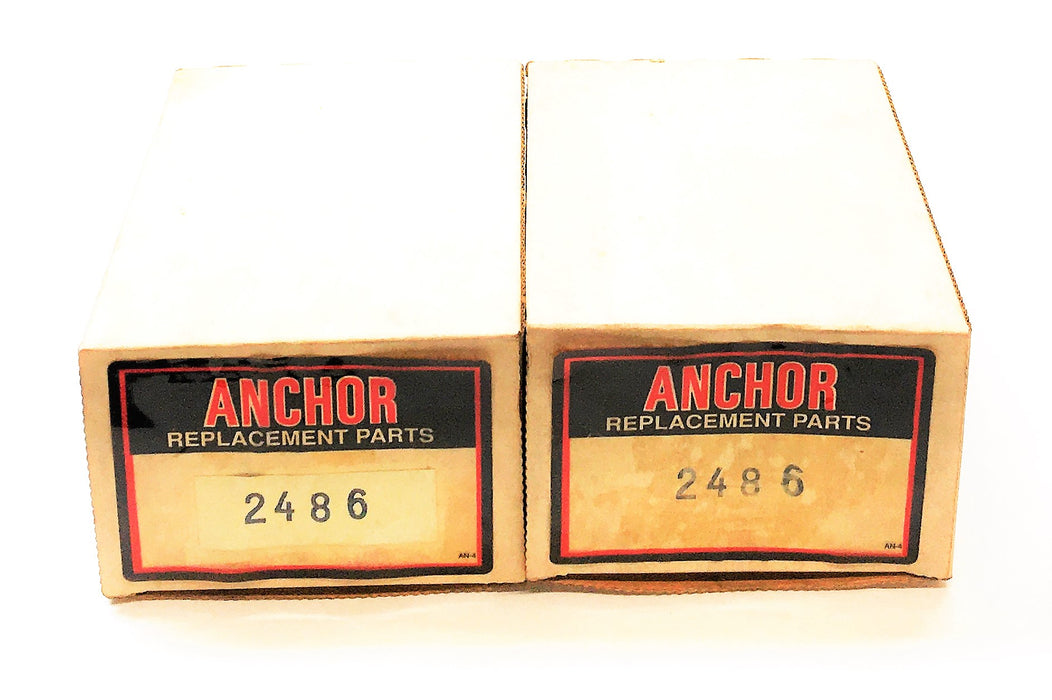 ANCHOR
REPLACEMENT PARTS
2486
AN-4
ANCHOR
REPLACEMENT PARTS
2486
AN-4